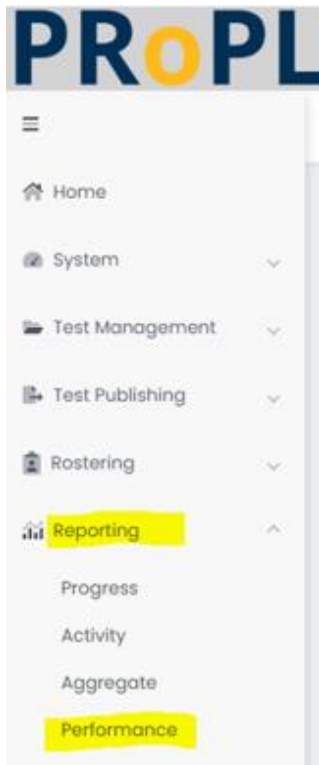 PRoPL
Home
System
Test Management
Test Publishing
Rostering
Reporting
Progress
Activity
Aggregate
Performance